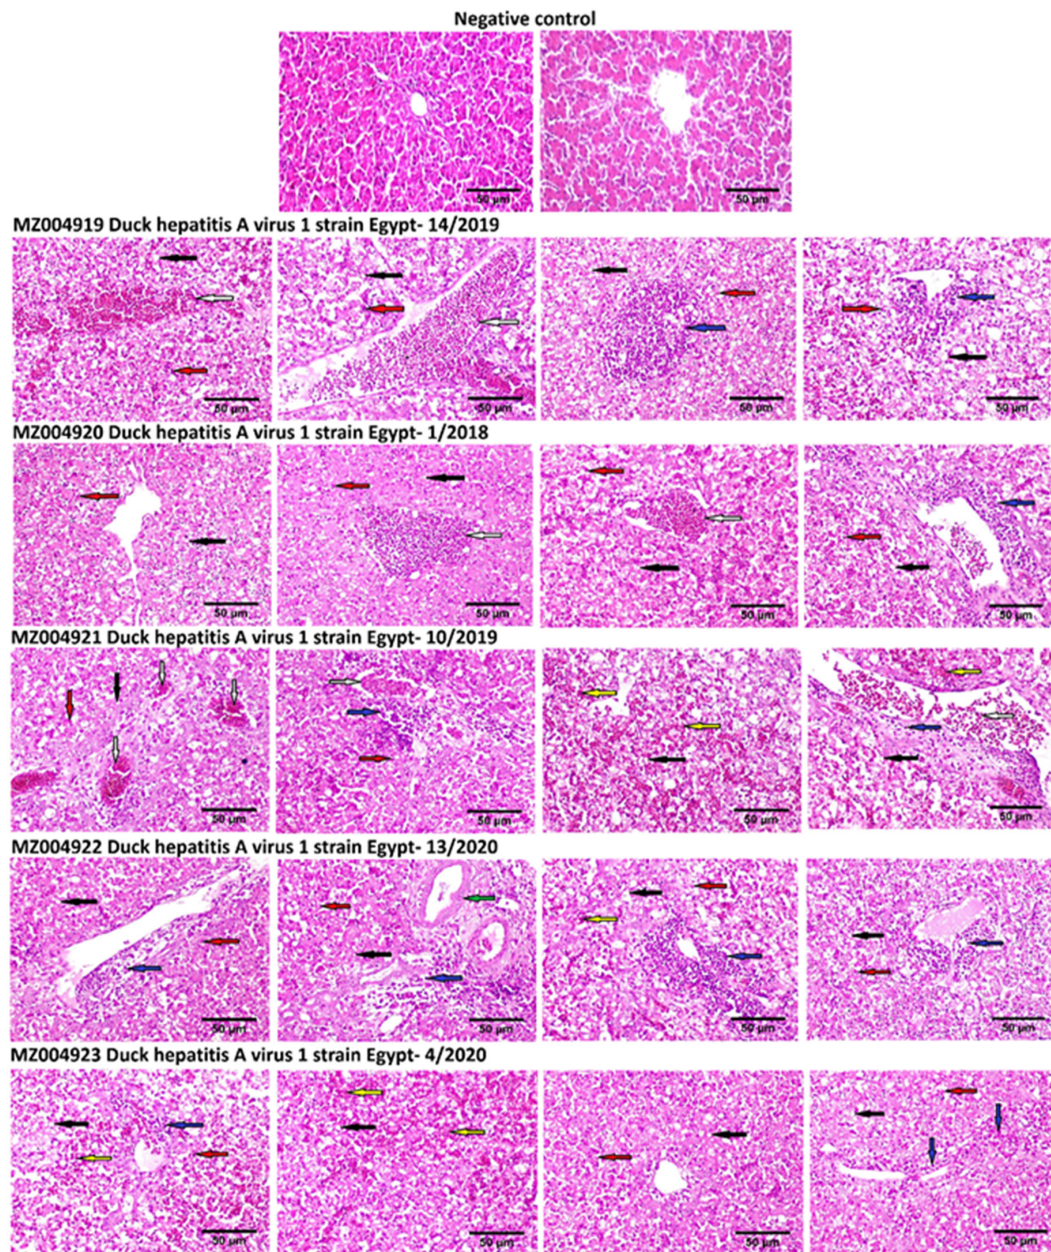 Negative control
50 µm 50 µm
MZ004919 Duck hepatitis A virus 1 strain Egypt- 14/2019
50 µm 50 µm 50 µm 50 µm
MZ004920 Duck hepatitis A virus 1 strain Egypt- 1/2018
50 µm 50 µm 50 µm 50 µm
MZ004921 Duck hepatitis A virus 1 strain Egypt- 10/2019
50 µm 50 µm 50 µm 50 µm
MZ004922 Duck hepatitis A virus 1 strain Egypt- 13/2020
50 µm 50 µm 50 µm 50 µm
MZ004923 Duck hepatitis A virus 1 strain Egypt- 4/2020
50 µm 50 µm 50 µm 50 µm